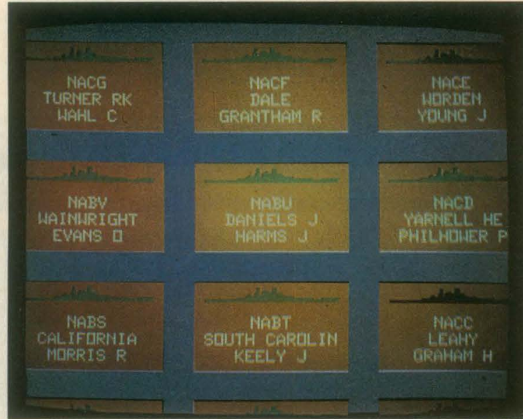 NACG
TURNER RK
WAHL C
NACF
DALE
GRANTHAM R
NACE
WORDEN
YOUNG J
NABV
WAINWRIGHT
EVANS O
NABU
DANIELS J
HARMS J
NACD
YARNELL HE
PHILHOWER P
NABS
CALIFORNIA
MORRIS R
NABT
SOUTH CAROLIN
KEELY J
NACC
LEAHY
GRAHAM H